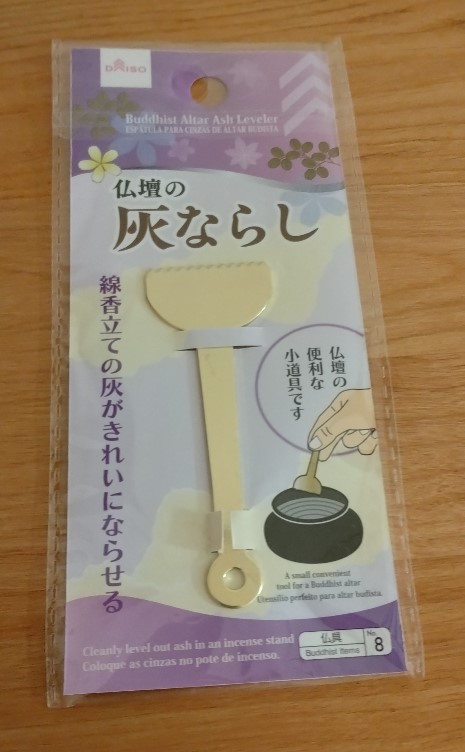 DAISO
Buddhist Altar Ash Leveler
ESPÁTULA PARA CINZAS DE ALTAR BUDISTA
仏壇の
灰ならし
線香立ての灰がきれいにならせる
仏壇の
便利な
小道具です
A small convenient
tool for a Buddhist altar
Utensílio perfeito para altar budista.
Cleanly level out ash in an incense stand
Coloque as cinzas no pote de incenso.
仏具
Buddhist Items
No.
8